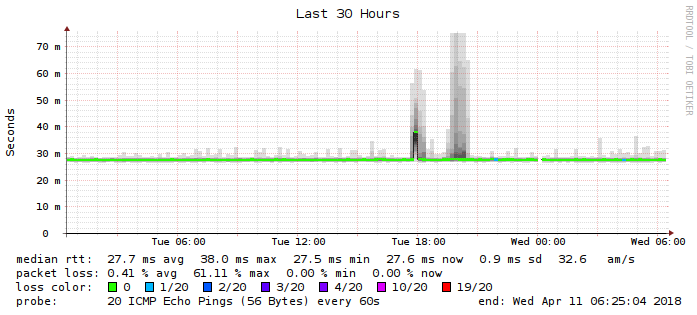 Last 30 Hours
RRDTOOL / TOBI OETIKER
Seconds
70 m
60 m
50 m
40 m
30 m
20 m
10 m
0
Tue 06:00 Tue 12:00 Tue 18:00 Wed 00:00 Wed 06:00
median rtt: 27.7 ms avg 38.0 ms max 27.5 ms min 27.6 ms now 0.9 ms sd 32.6 am/s
packet loss: 0.41 % avg 61.11 % max 0.00 % min 0.00 % now
loss color: 0 1/20 2/20 3/20 4/20 10/20 19/20
probe: 20 ICMP Echo Pings (56 Bytes) every 60s end: Wed Apr 11 06:25:04 2018